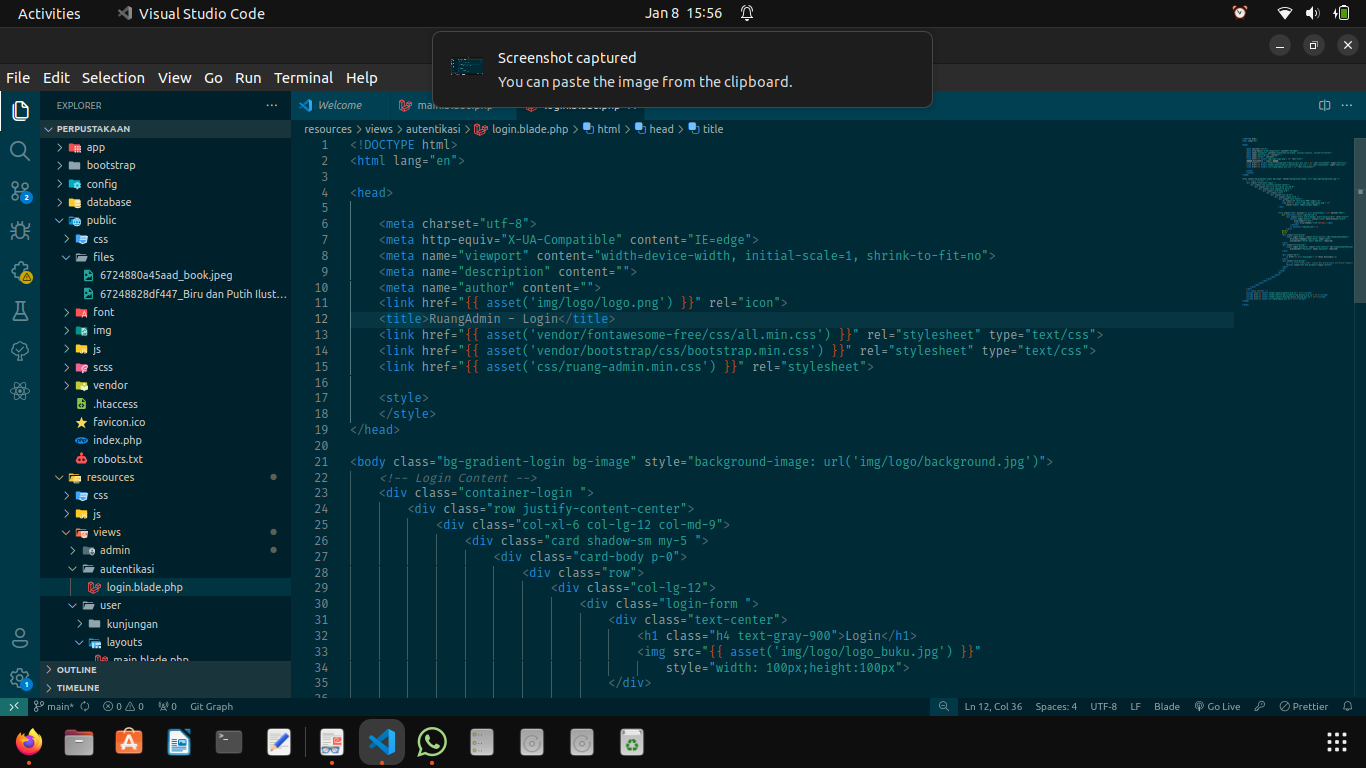 Activities
Visual Studio Code
Jan 8 15:56
Screenshot captured
You can paste the image from the clipboard.
File Edit Selection View Go Run Terminal Help
EXPLORER
PERPUSTAKAAN
app
bootstrap
config
database
public
css
files
6724880a45aad_book.jpeg
67248828df447_Biru dan Putih Ilust...
font
img
js
scss
vendor
.htaccess
favicon.ico
index.php
robots.txt
resources
css
js
views
admin
autentikasi
login.blade.php
user
kunjungan
layouts
main.blade.php
OUTLINE
TIMELINE
2
1
Welcome
main.blade.php
login.blade.php
resources > views > autentikasi > login.blade.php > html > head > title
1 <!DOCTYPE html>
2 <html lang="en">
3
4 <head>
5
6 <meta charset="utf-8">
7 <meta http-equiv="X-UA-Compatible" content="IE=edge">
8 <meta name="viewport" content="width=device-width, initial-scale=1, shrink-to-fit=no">
9 <meta name="description" content="">
10 <meta name="author" content="">
11 <link href="{{ asset('img/logo/logo.png') }}" rel="icon">
12 <title>RuangAdmin - Login</title>
13 <link href="{{ asset('vendor/fontawesome-free/css/all.min.css') }}" rel="stylesheet" type="text/css">
14 <link href="{{ asset('vendor/bootstrap/css/bootstrap.min.css') }}" rel="stylesheet" type="text/css">
15 <link href="{{ asset('css/ruang-admin.min.css') }}" rel="stylesheet">
16
17 <style>
18 </style>
19 </head>
20
21 <body class="bg-gradient-login bg-image" style="background-image: url('img/logo/background.jpg')">
22 <!-- Login Content -->
23 <div class="container-login ">
24 <div class="row justify-content-center">
25 <div class="col-xl-6 col-lg-12 col-md-9">
26 <div class="card shadow-sm my-5 ">
27 <div class="card-body p-0">
28 <div class="row">
29 <div class="col-lg-12">
30 <div class="login-form ">
31 <div class="text-center">
32 <h1 class="h4 text-gray-900">Login</h1>
33 <img src="{{ asset('img/logo/logo_buku.jpg') }}"
34 style="width: 100px;height:100px">
35 </div>
36
main*
0
0
0
Git Graph
Ln 12, Col 36
Spaces: 4
UTF-8
LF
Blade
Go Live
Prettier